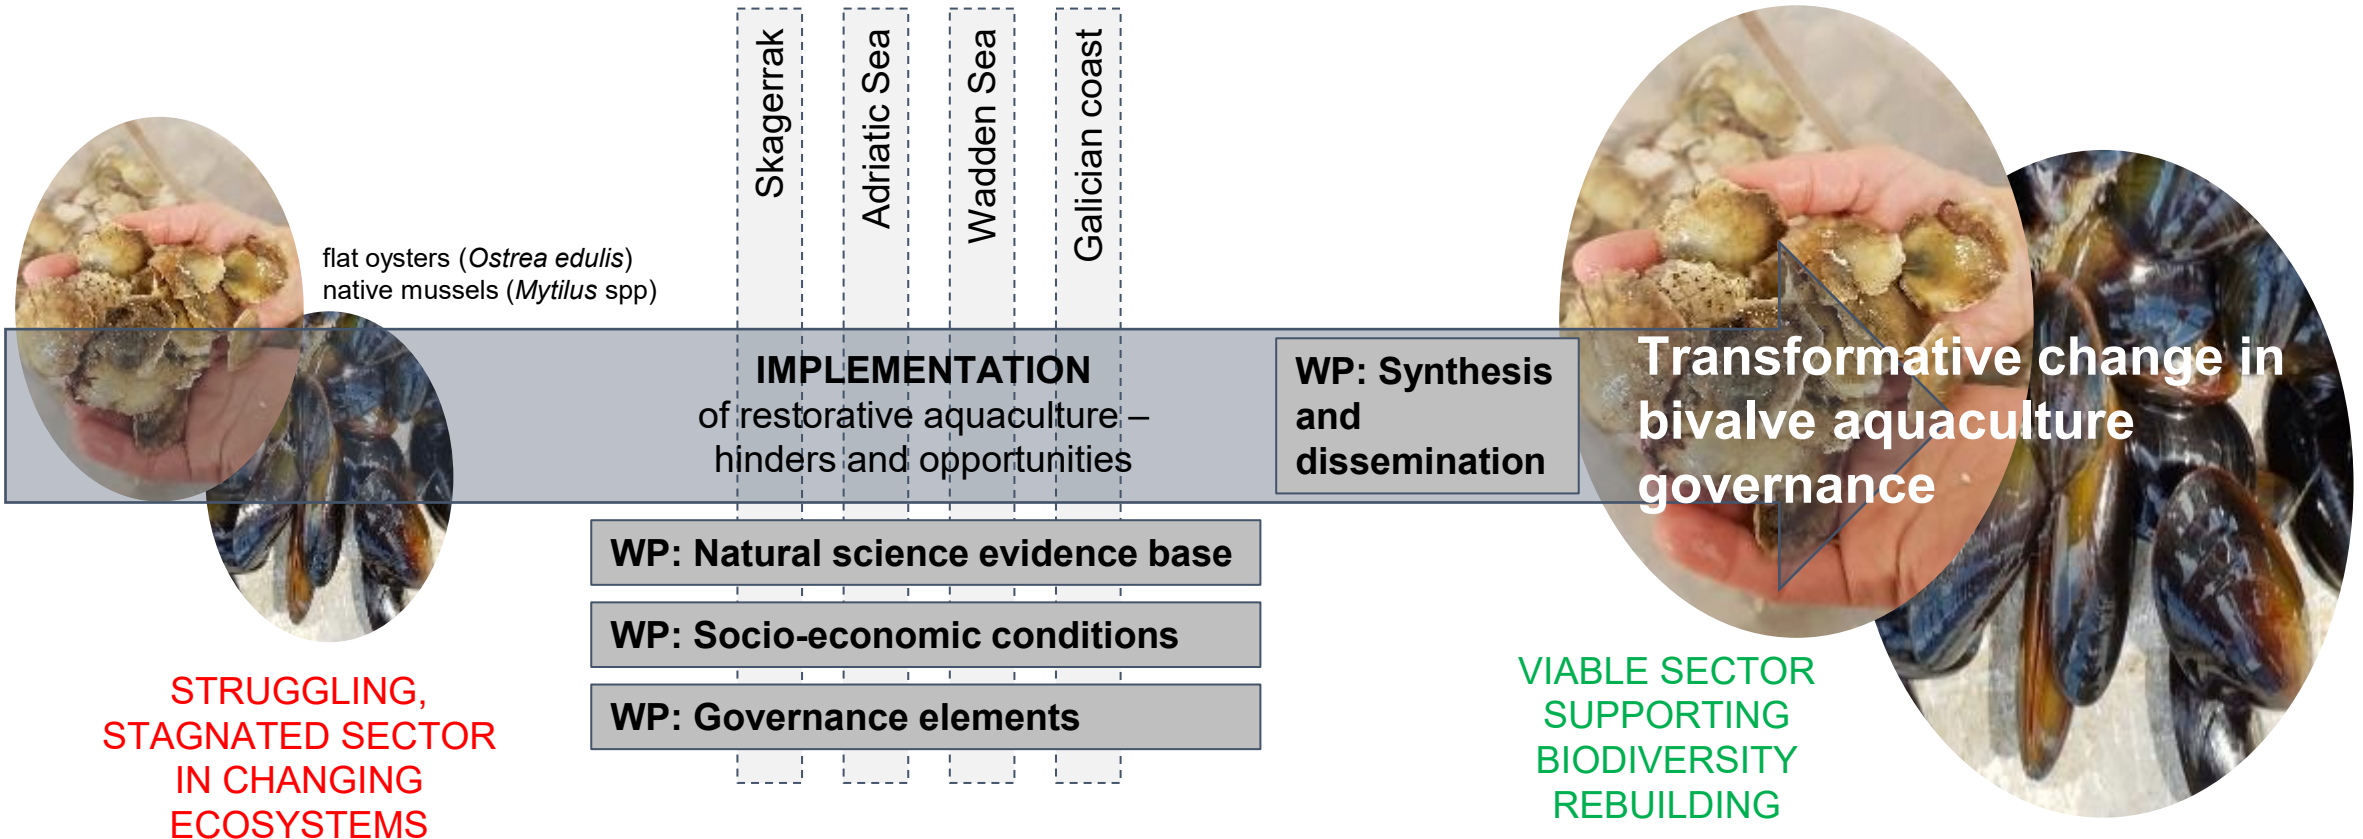 Skagerrak
Adriatic Sea
Wadden Sea
Galician coast
flat oysters (Ostrea edulis)
native mussels (Mytilus spp)
IMPLEMENTATION
of restorative aquaculture –
hinders and opportunities
WP: Synthesis
and
dissemination
Transformative change in
bivalve aquaculture
governance
WP: Natural science evidence base
WP: Socio-economic conditions
WP: Governance elements
STRUGGLING,
STAGNATED SECTOR
IN CHANGING
ECOSYSTEMS
VIABLE SECTOR
SUPPORTING
BIODIVERSITY
REBUILDING